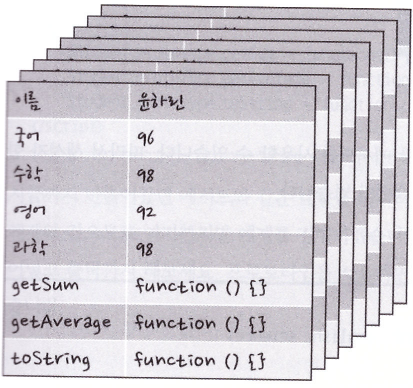 이름 윤하린
국어 96
수학 98
영어 92
과학 98
getSum function () {}
getAverage function () {}
toString function () {}